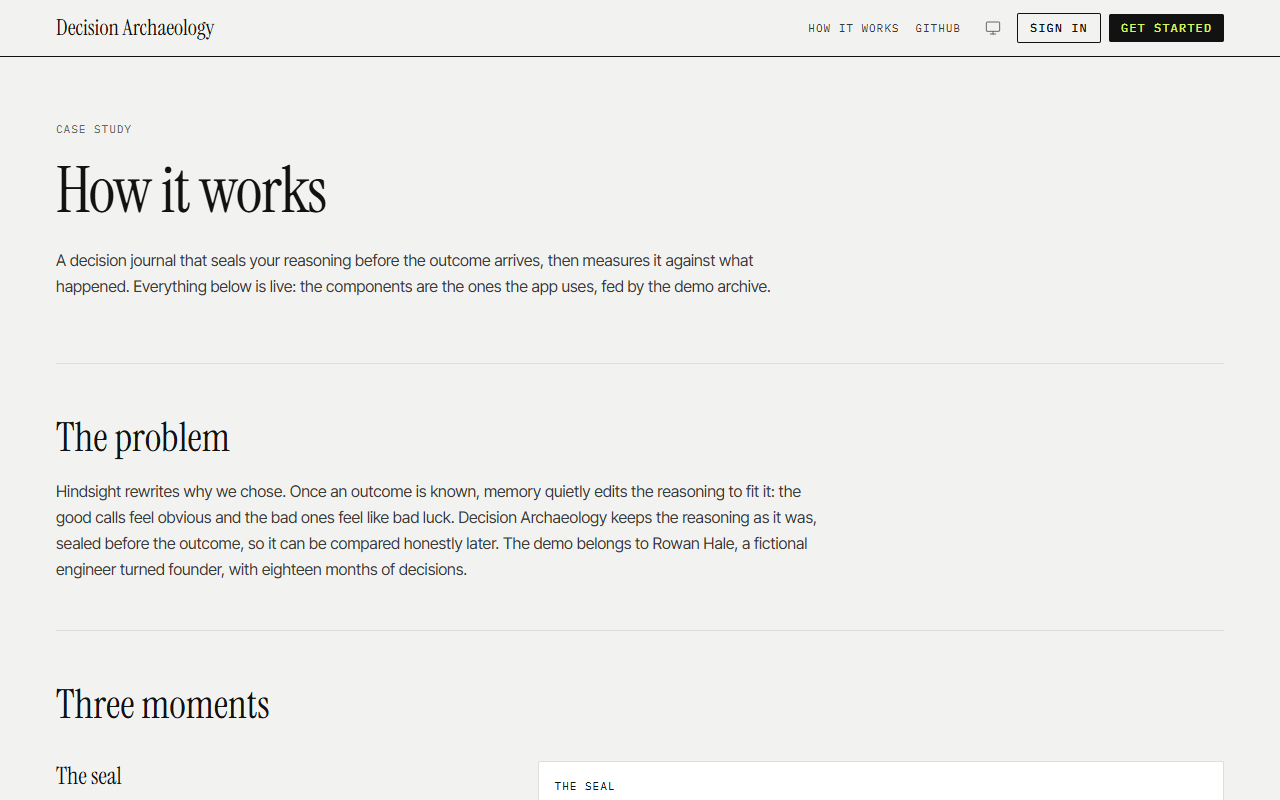 Decision Archaeology
HOW IT WORKS
GITHUB
SIGN IN
GET STARTED
CASE STUDY
How it works
A decision journal that seals your reasoning before the outcome arrives, then measures it against what
happened. Everything below is live: the components are the ones the app uses, fed by the demo archive.
The problem
Hindsight rewrites why we chose. Once an outcome is known, memory quietly edits the reasoning to fit it: the
good calls feel obvious and the bad ones feel like bad luck. Decision Archaeology keeps the reasoning as it was,
sealed before the outcome, so it can be compared honestly later. The demo belongs to Rowan Hale, a fictional
engineer turned founder, with eighteen months of decisions.
Three moments
The seal
THE SEAL